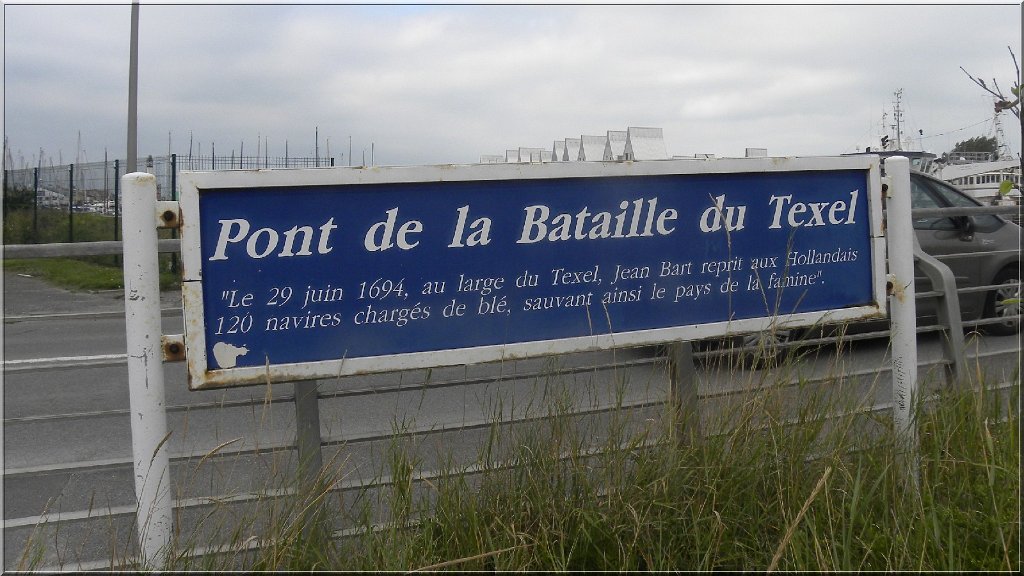 Pont de la Bataille du Texel
"Le 29 juin 1694, au large du Texel, Jean Bart reprit aux Hollandais
120 navires chargés de blé, sauvant ainsi le pays de la famine".